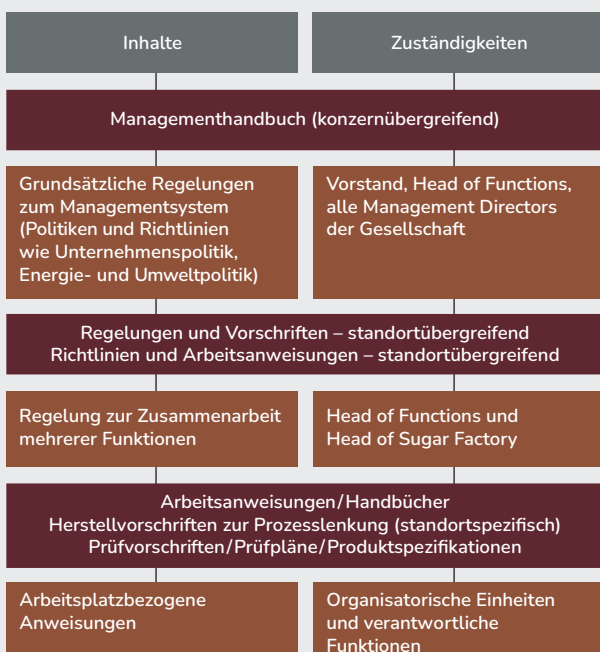 Inhalte
Zuständigkeiten
Managementhandbuch (konzernübergreifend)
Grundsätzliche Regelungen
zum Managementsystem
(Politiken und Richtlinien
wie Unternehmenspolitik,
Energie- und Umweltpolitik)
Vorstand, Head of Functions,
alle Management Directors
der Gesellschaft
Regelungen und Vorschriften – standortübergreifend
Richtlinien und Arbeitsanweisungen – standortübergreifend
Regelung zur Zusammenarbeit
mehrerer Funktionen
Head of Functions und
Head of Sugar Factory
Arbeitsanweisungen/Handbücher
Herstellvorschriften zur Prozesslenkung (standortspezifisch)
Prüfvorschriften/Prüfpläne/Produktspezifikationen
Arbeitsplatzbezogene
Anweisungen
Organisatorische Einheiten
und verantwortliche
Funktionen